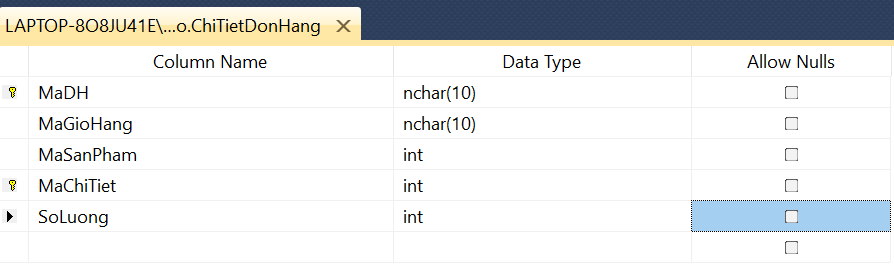 LAPTOP-8O8JU41E\...o.ChiTietDonHang
Column Name Data Type Allow Nulls
MaDH nchar(10)
MaGioHang nchar(10)
MaSanPham int
MaChiTiet int
SoLuong int